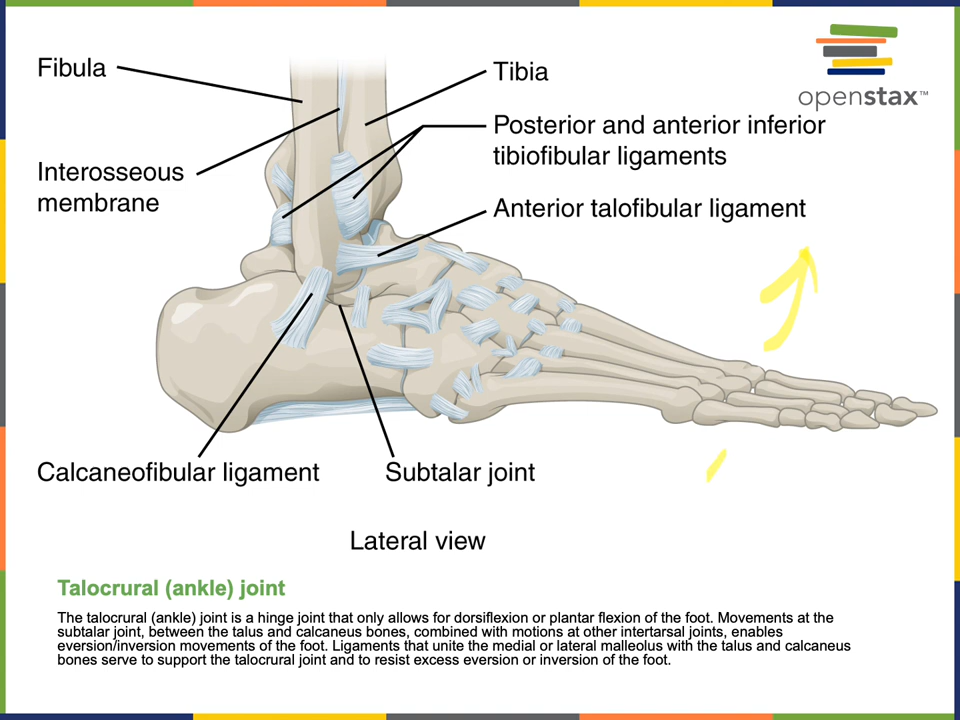 Fibula
Tibia
openstax™
Posterior and anterior inferior
tibiofibular ligaments
Interosseous
membrane
Anterior talofibular ligament
Calcaneofibular ligament
Subtalar joint
Lateral view
Talocrural (ankle) joint
The talocrural (ankle) joint is a hinge joint that only allows for dorsiflexion or plantar flexion of the foot. Movements at the
subtalar joint, between the talus and calcaneus bones, combined with motions at other intertarsal joints, enables
eversion/inversion movements of the foot. Ligaments that unite the medial or lateral malleolus with the talus and calcaneus
bones serve to support the talocrural joint and to resist excess eversion or inversion of the foot.